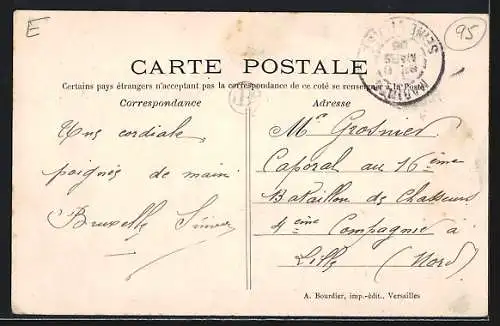 E
95
CARTE POSTALE
Certains pays étrangers n'acceptant pas la correspondance de ce coté se renseigner à la Poste
Correspondance
Adresse
Une cordiale
poignée de main
Bruxelle
Mr Grosnier
Caporal au 16ème
Bataillon de Chasseurs
4eme Compagnie à
Lille (Nord)
A. Bourdier, imp.-édit., Versailles